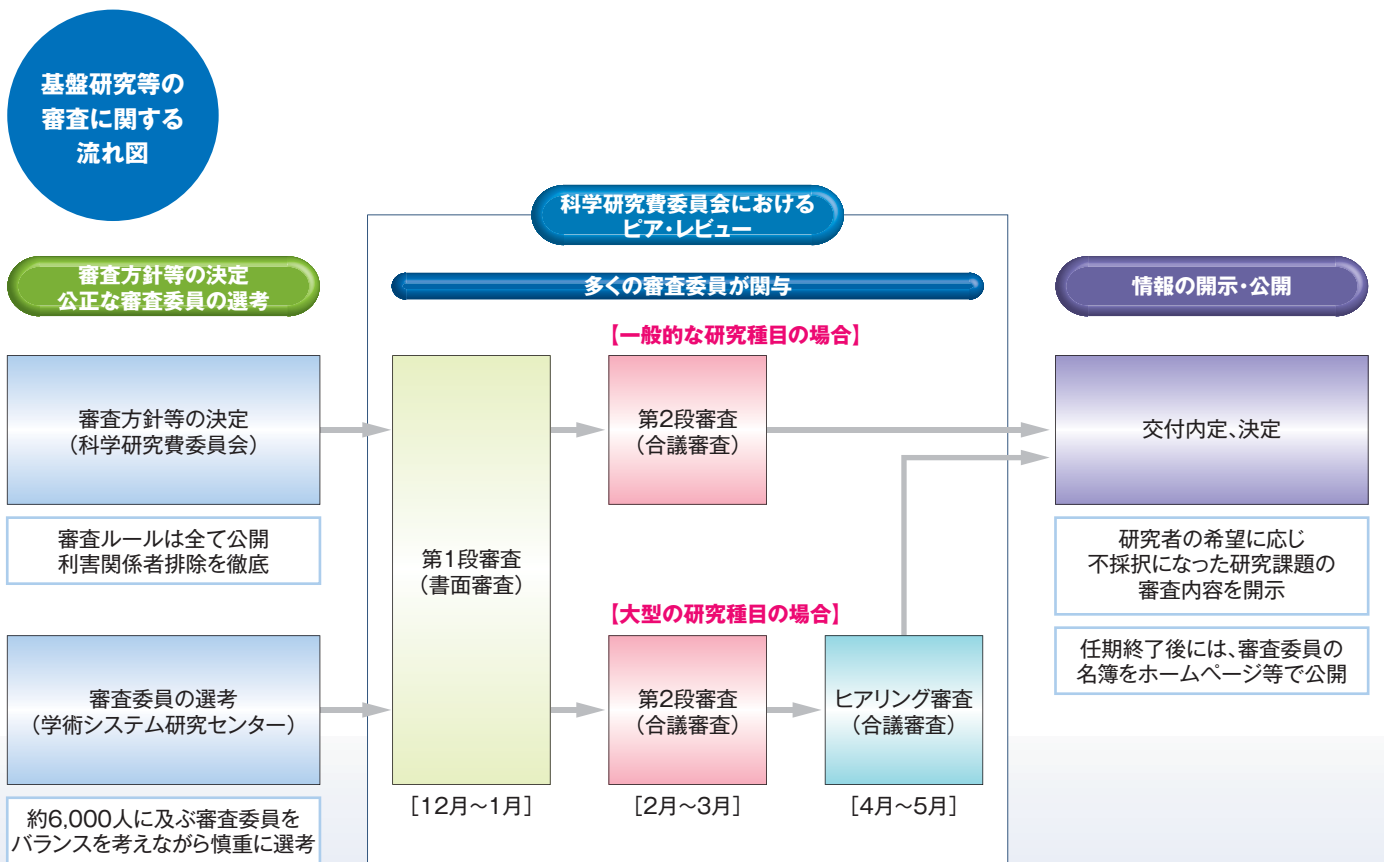 基盤研究等の
審査に関する
流れ図
科学研究費委員会における
ピア・レビュー
審査方針等の決定
公正な審査委員の選考
多くの審査委員が関与
情報の開示・公開
【一般的な研究種目の場合】
審査方針等の決定
（科学研究費委員会）
審査ルールは全て公開
利害関係者排除を徹底
審査委員の選考
（学術システム研究センター）
約6,000人に及ぶ審査委員を
バランスを考えながら慎重に選考
第1段審査
（書面審査）
［12月～1月］
第2段審査
（合議審査）
【大型の研究種目の場合】
第2段審査
（合議審査）
［2月～3月］
ヒアリング審査
（合議審査）
［4月～5月］
交付内定、決定
研究者の希望に応じ
不採択になった研究課題の
審査内容を開示
任期終了後には、審査委員の
名簿をホームページ等で公開